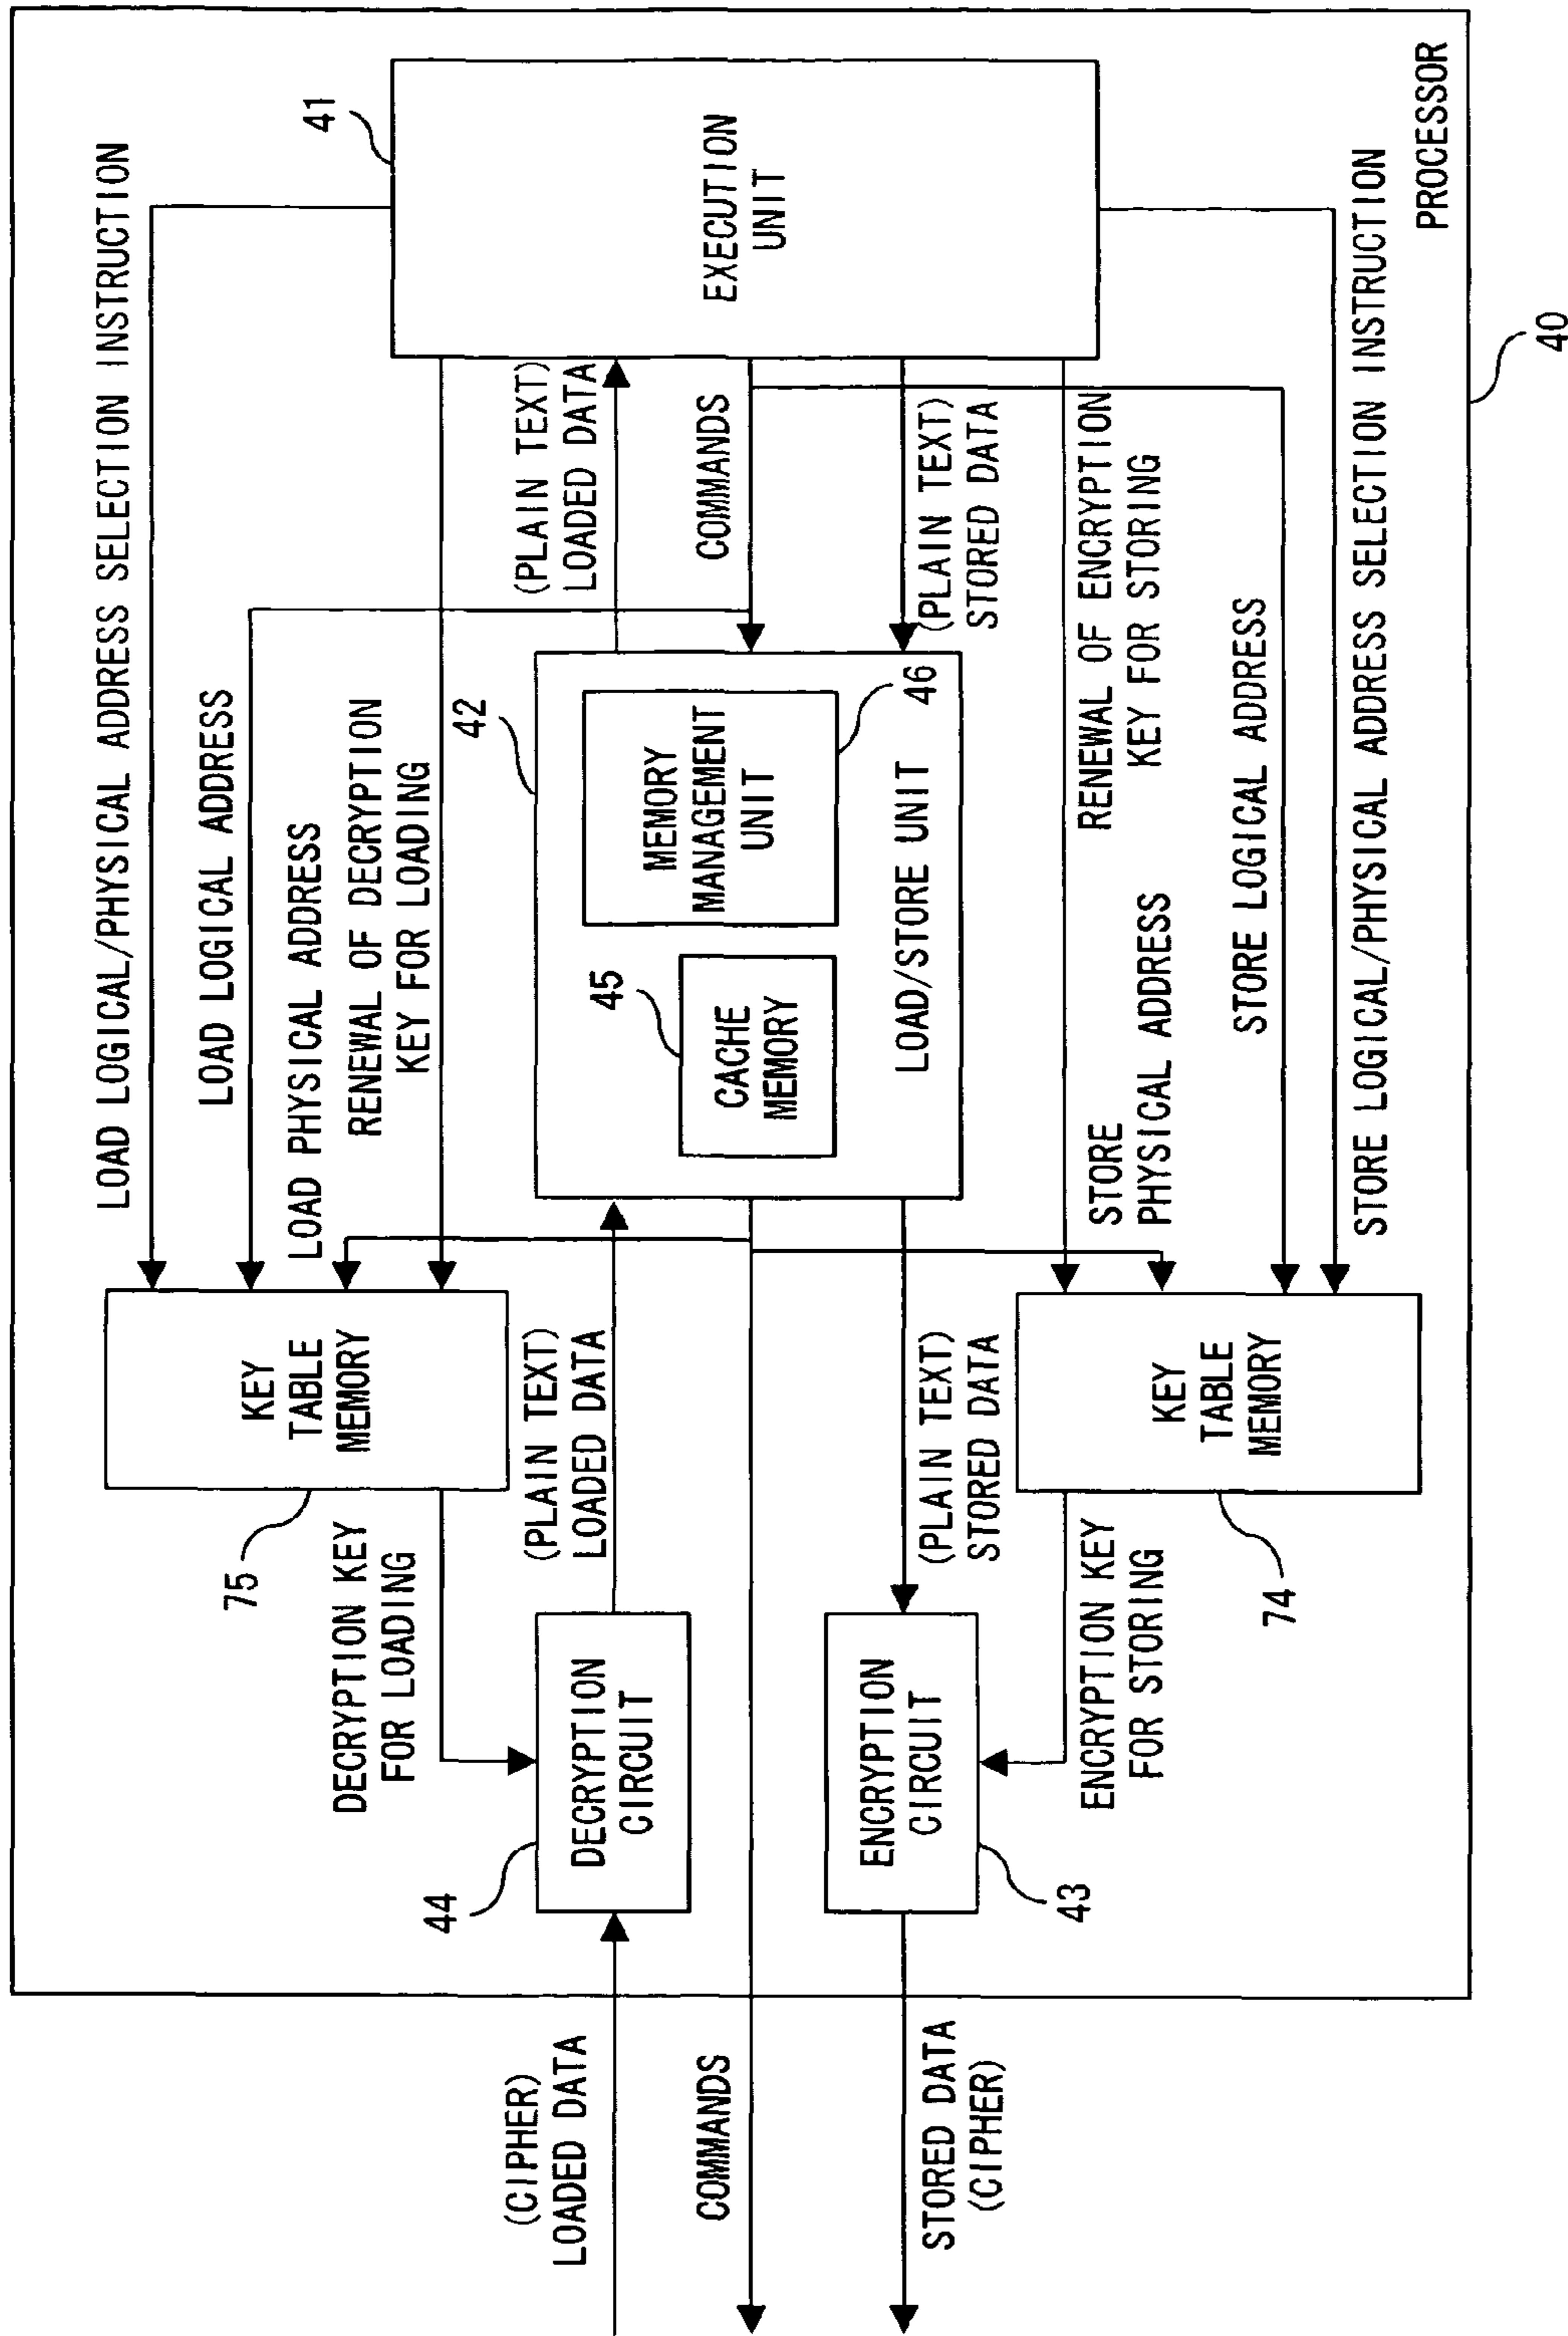 LOAD LOGICAL/PHYSICAL ADDRESS SELECTION INSTRUCTION
LOAD LOGICAL ADDRESS
LOAD PHYSICAL ADDRESS
RENEWAL OF DECRYPTION
KEY FOR LOADING
41
EXECUTION
UNIT
75
KEY
TABLE
MEMORY
DECRYPTION KEY
FOR LOADING
(PLAIN TEXT)
LOADED DATA
COMMANDS
(PLAIN TEXT)
STORED DATA
42
45
CACHE
MEMORY
MEMORY
MANAGEMENT
UNIT
46
LOAD/STORE UNIT
(PLAIN TEXT)
LOADED DATA
(PLAIN TEXT)
STORED DATA
44
DECRYPTION
CIRCUIT
ENCRYPTION
CIRCUIT
43
(CIPHER)
LOADED DATA
COMMANDS
STORED DATA
(CIPHER)
ENCRYPTION KEY
FOR STORING
KEY
TABLE
MEMORY
74
RENEWAL OF ENCRYPTION
KEY FOR STORING
STORE
PHYSICAL ADDRESS
STORE LOGICAL ADDRESS
STORE LOGICAL/PHYSICAL ADDRESS SELECTION INSTRUCTION
PROCESSOR
40